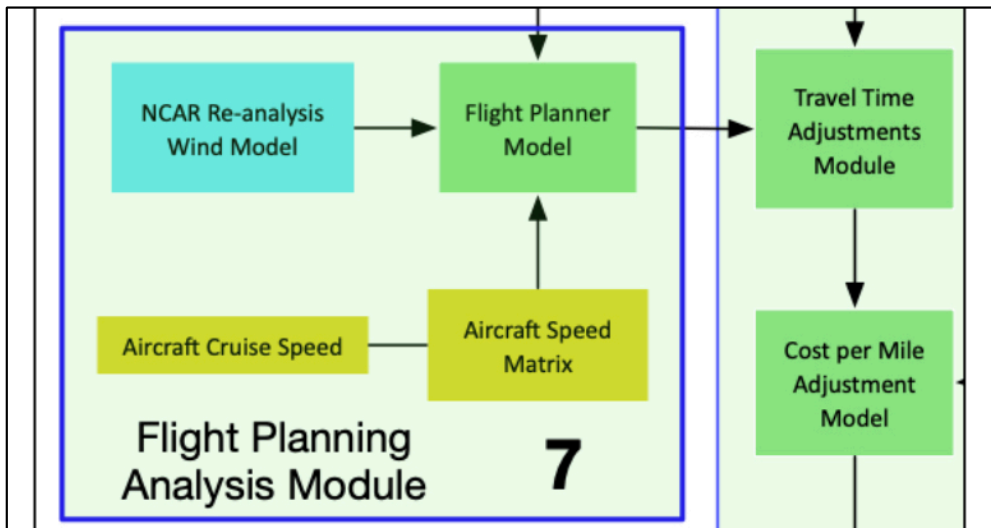 NCAR Re-analysis
Wind Model
Flight Planner
Model
Travel Time
Adjustments
Module
Aircraft Cruise Speed
Aircraft Speed
Matrix
Cost per Mile
Adjustment
Model
Flight Planning
Analysis Module
7